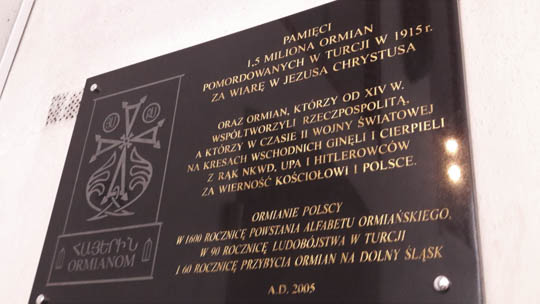 PAMIĘCI
1.5 MILIONA ORMIAN
POMORDOWANYCH W TURCJI W 1915 r.
ZA WIARĘ W JEZUSA CHRYSTUSA
ORAZ ORMIAN, KTÓRZY OD XIV W.
WSPÓŁTWORZYLI RZECZPOSPOLITĄ,
A KTÓRZY W CZASIE II WOJNY ŚWIATOWEJ
NA KRESACH WSCHODNICH GINĘLI I CIERPIELI
Z RĄK NKWD, UPA I HITLEROWCÓW
ZA WIERNOŚĆ KOŚCIOŁOWI I POLSCE.
ORMIANIE POLSCY
W 1600 ROCZNICĘ POWSTANIA ALFABETU ORMIAŃSKIEGO,
W 90 ROCZNICĘ LUDOBÓJSTWA W TURCJI
I 60 ROCZNICĘ PRZYBYCIA ORMIAN NA DOLNY ŚLĄSK
A.D. 2005
ՀԱՅԵՐԻՆ
ORMIANOM